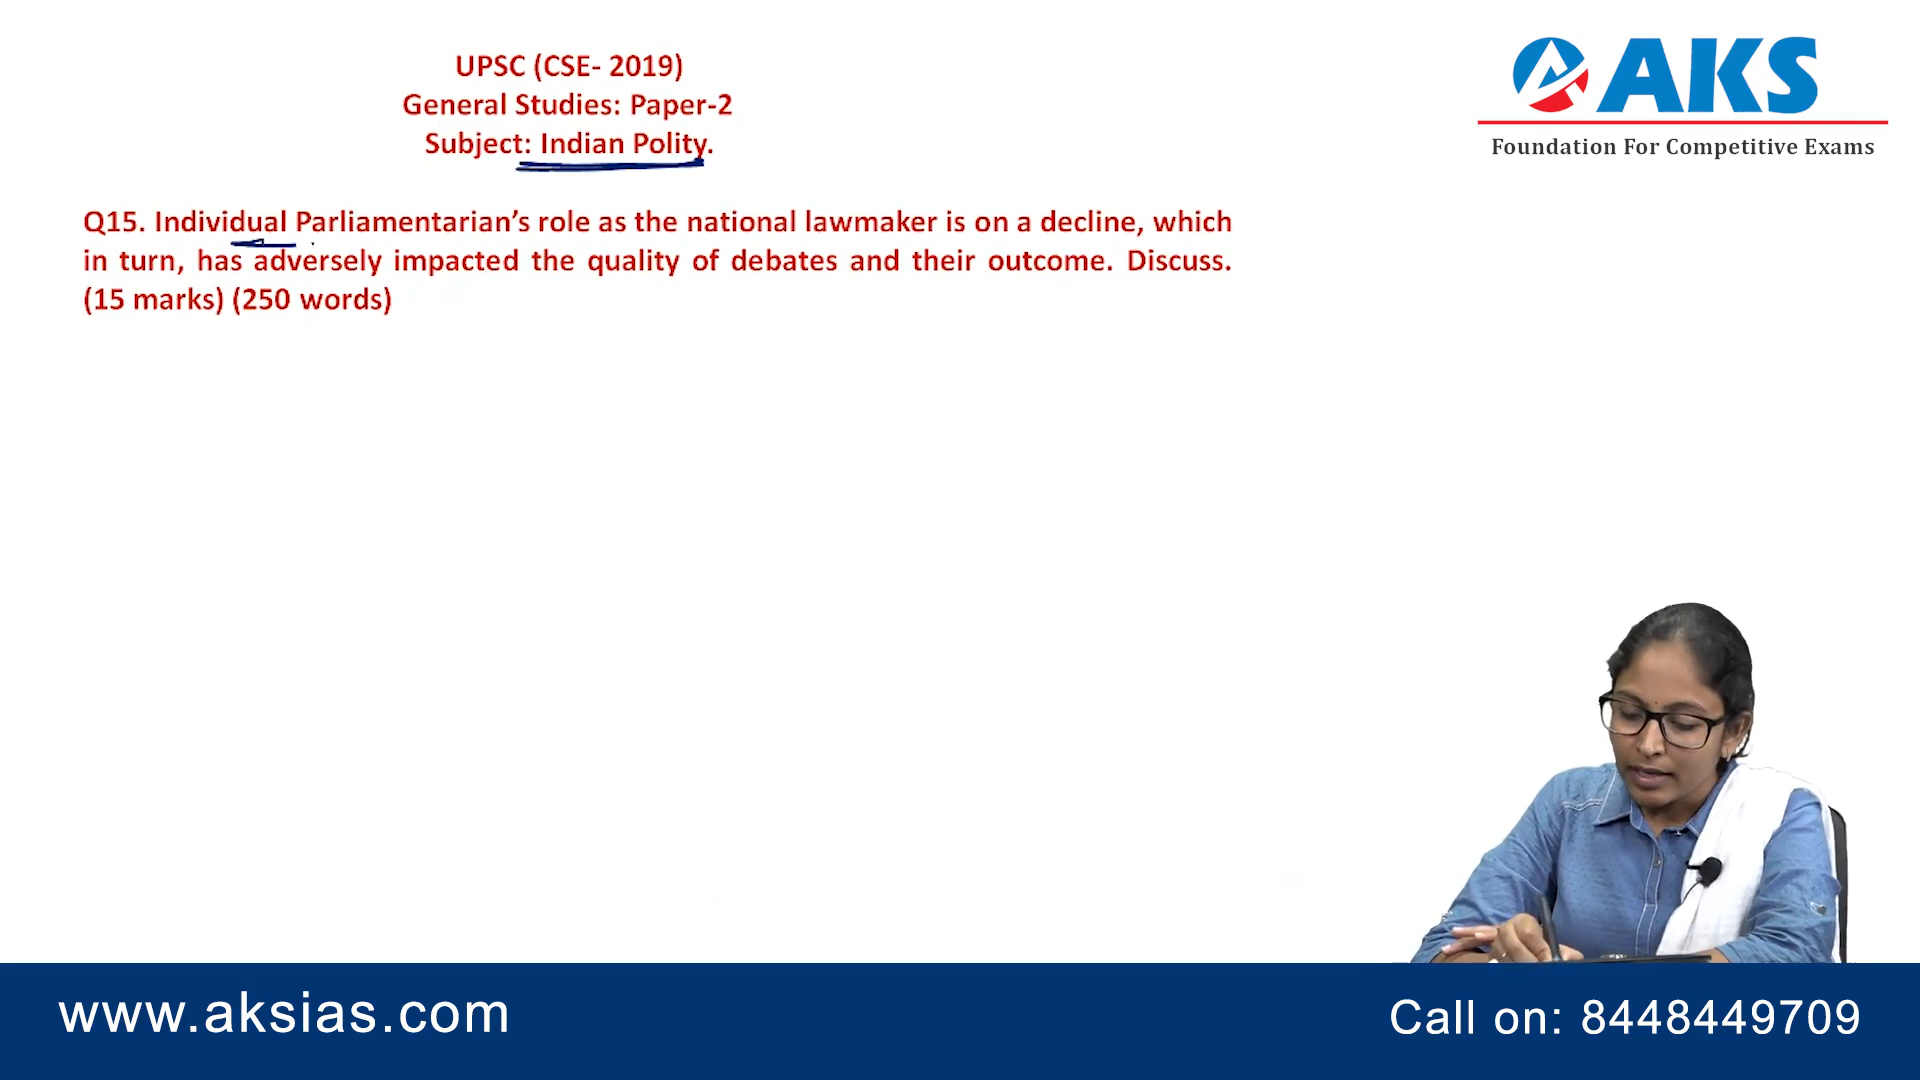 UPSC (CSE- 2019)
General Studies: Paper-2
Subject: Indian Polity.
AKS
Foundation For Competitive Exams
Q15. Individual Parliamentarian’s role as the national lawmaker is on a decline, which
in turn, has adversely impacted the quality of debates and their outcome. Discuss.
(15 marks) (250 words)
www.aksias.com
Call on: 8448449709